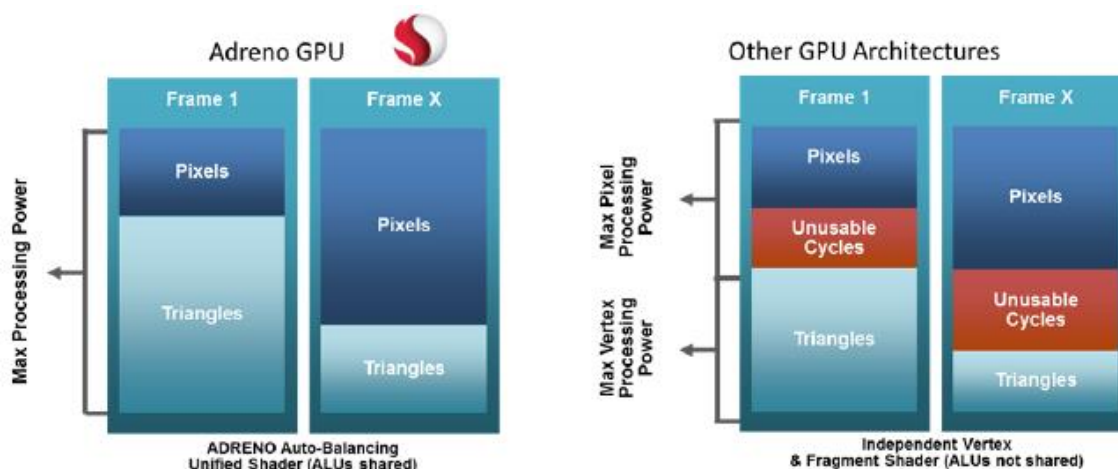 Adreno GPU
Frame 1
Frame X
Pixels
Triangles
Pixels
Triangles
Max Processing Power
ADRENO Auto-Balancing
Unified Shader (ALUs shared)
Other GPU Architectures
Frame 1
Frame X
Pixels
Unusable
Cycles
Triangles
Pixels
Unusable
Cycles
Triangles
Max Pixel
Processing
Power
Max Vertex
Processing
Power
Independent Vertex
& Fragment Shader (ALUs not shared)